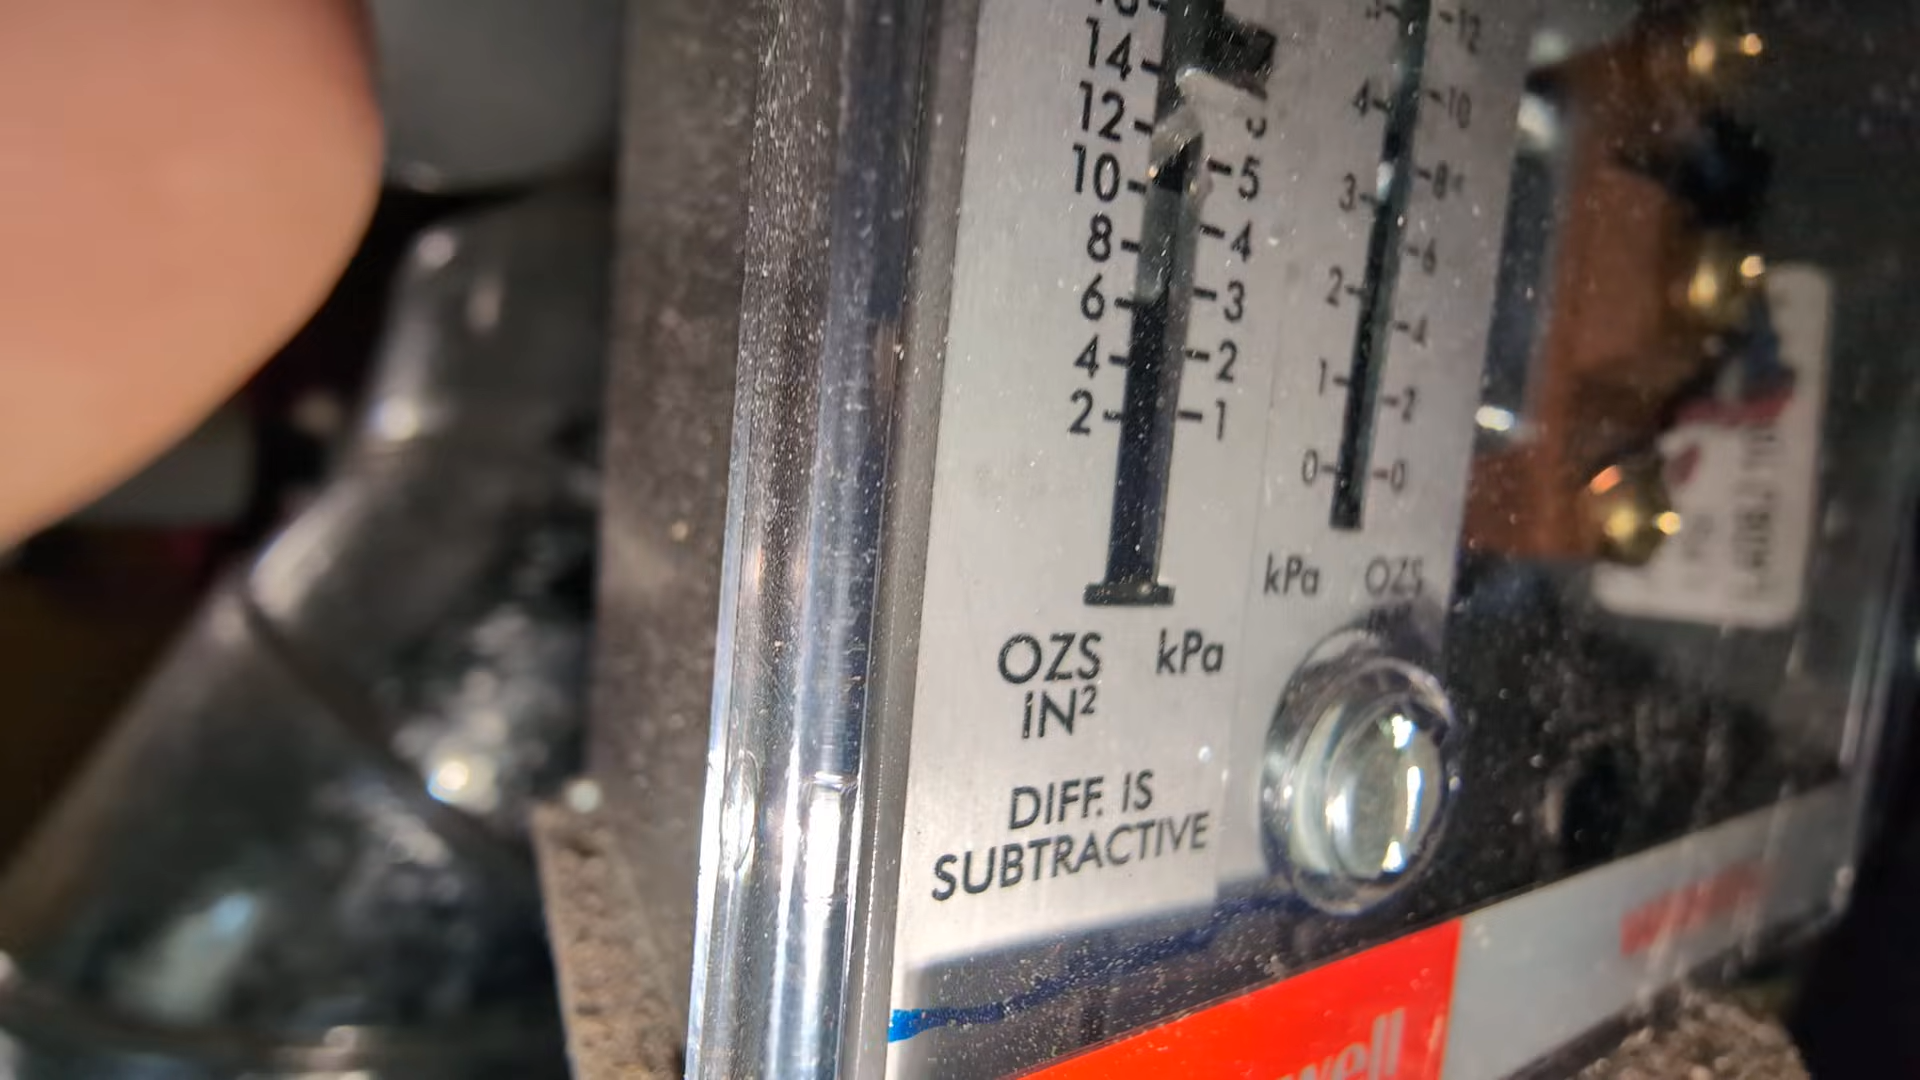 14
12
10 5
8 4
6 3
4 2
2 1
12
4 10
3 8
2 6
4
1 2
0 0
OZS kPa
IN²
kPa OZS
DIFF. IS
SUBTRACTIVE
well